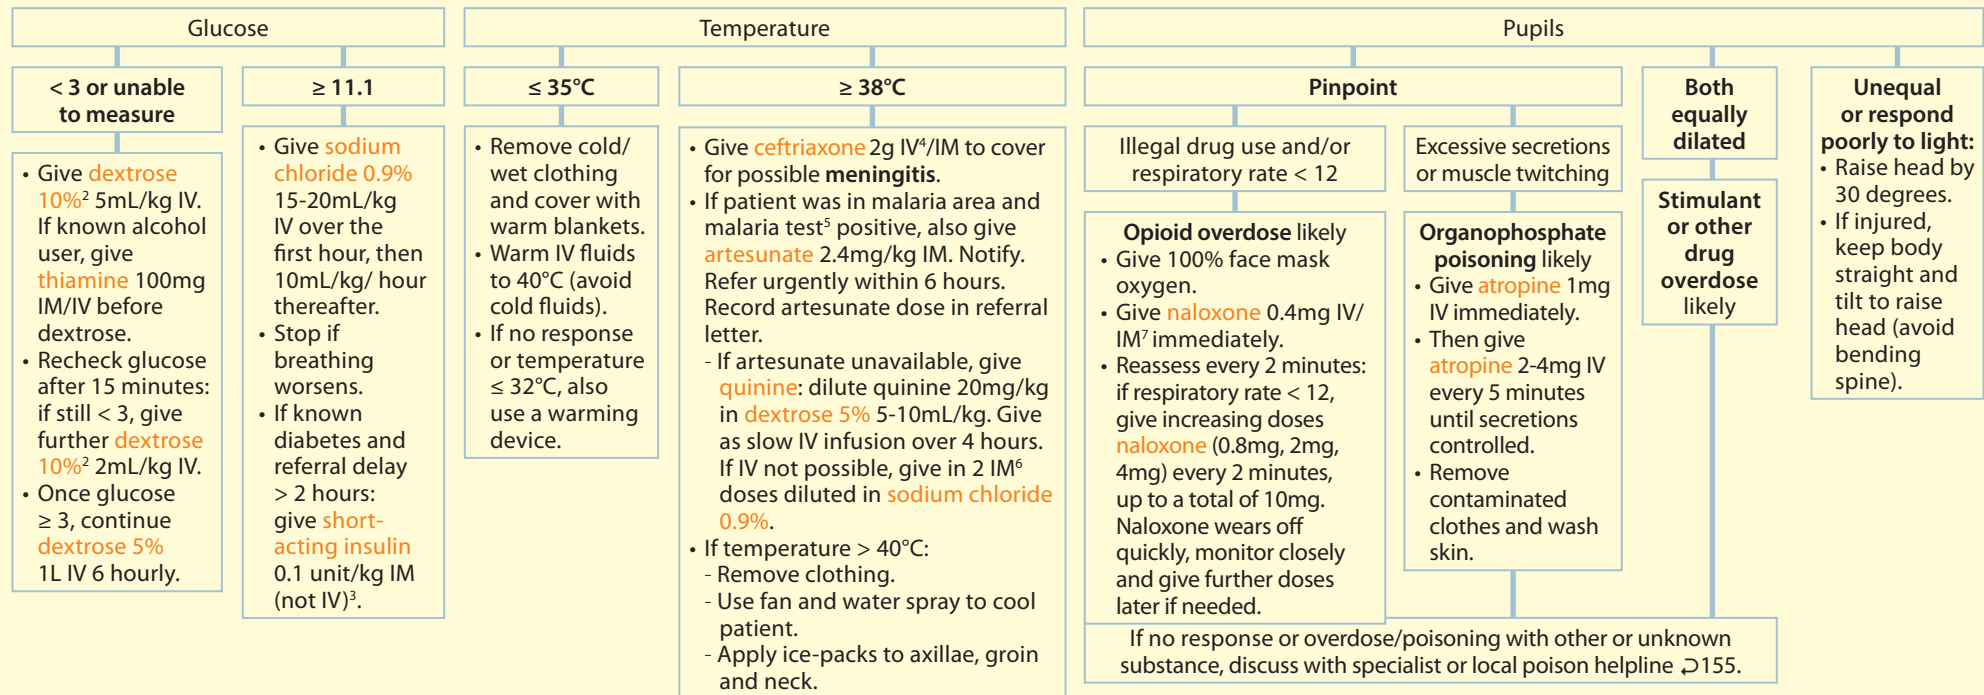 Glucose
< 3 or unable
to measure
• Give dextrose
10%² 5mL/kg IV.
If known alcohol
user, give
thiamine 100mg
IM/IV before
dextrose.
• Recheck glucose
after 15 minutes:
if still < 3, give
further dextrose
10%² 2mL/kg IV.
• Once glucose
≥ 3, continue
dextrose 5%
1L IV 6 hourly.
≥ 11.1
• Give sodium
chloride 0.9%
15-20mL/kg
IV over the
first hour, then
10mL/kg/ hour
thereafter.
• Stop if
breathing
worsens.
• If known
diabetes and
referral delay
> 2 hours:
give short-
acting insulin
0.1 unit/kg IM
(not IV)³.
Temperature
≤ 35°C
• Remove cold/
wet clothing
and cover with
warm blankets.
• Warm IV fluids
to 40°C (avoid
cold fluids).
• If no response
or temperature
≤ 32°C, also
use a warming
device.
≥ 38°C
• Give ceftriaxone 2g IV⁴/IM to cover
for possible meningitis.
• If patient was in malaria area and
malaria test⁵ positive, also give
artesunate 2.4mg/kg IM. Notify.
Refer urgently within 6 hours.
Record artesunate dose in referral
letter.
- If artesunate unavailable, give
quinine: dilute quinine 20mg/kg
in dextrose 5% 5-10mL/kg. Give
as slow IV infusion over 4 hours.
If IV not possible, give in 2 IM⁶
doses diluted in sodium chloride
0.9%.
• If temperature > 40°C:
- Remove clothing.
- Use fan and water spray to cool
patient.
- Apply ice-packs to axillae, groin
and neck.
Pupils
Pinpoint
Illegal drug use and/or
respiratory rate < 12
Opioid overdose likely
• Give 100% face mask
oxygen.
• Give naloxone 0.4mg IV/
IM⁷ immediately.
• Reassess every 2 minutes:
if respiratory rate < 12,
give increasing doses
naloxone (0.8mg, 2mg,
4mg) every 2 minutes,
up to a total of 10mg.
Naloxone wears off
quickly, monitor closely
and give further doses
later if needed.
Excessive secretions
or muscle twitching
Organophosphate
poisoning likely
• Give atropine 1mg
IV immediately.
• Then give
atropine 2-4mg IV
every 5 minutes
until secretions
controlled.
• Remove
contaminated
clothes and wash
skin.
Both
equally
dilated
Stimulant
or other
drug
overdose
likely
If no response or overdose/poisoning with other or unknown
substance, discuss with specialist or local poison helpline ⮌155.
Unequal
or respond
poorly to light:
• Raise head by
30 degrees.
• If injured,
keep body
straight and
tilt to raise
head (avoid
bending
spine).